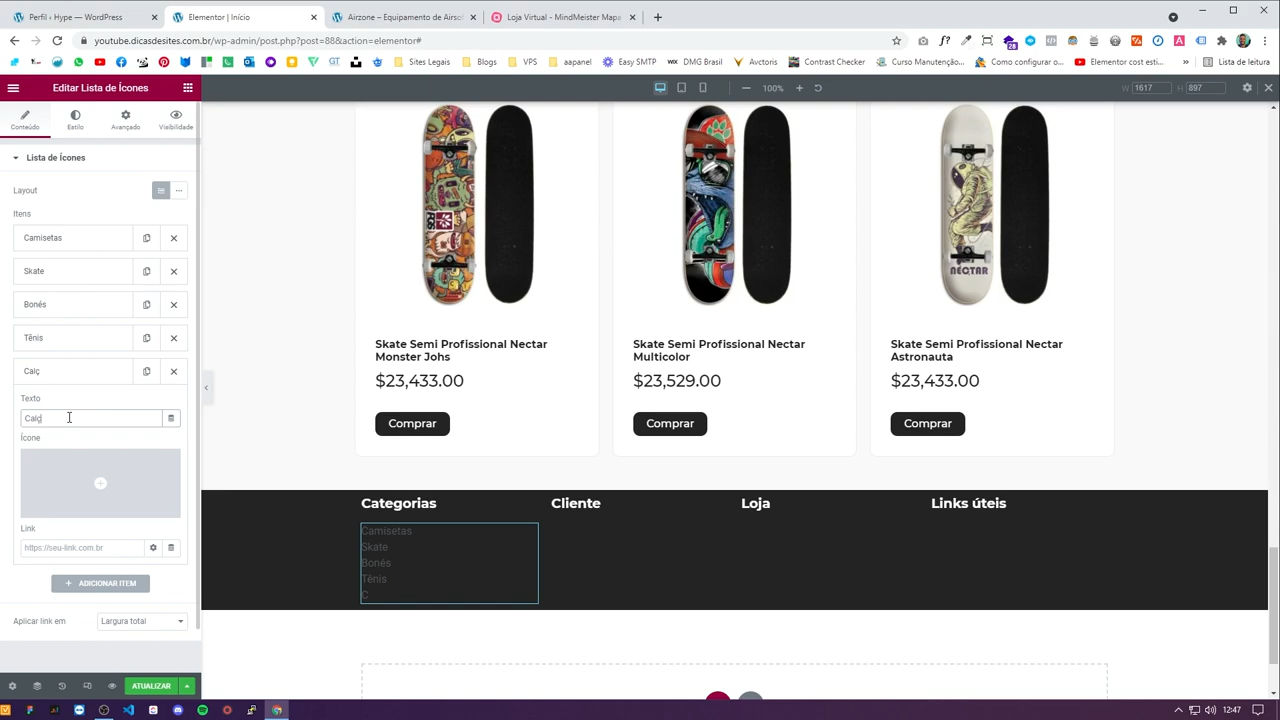 Perfil ‹ Hype — WordPress
Elementor | Início
Airzone – Equipamento de Airsof
Loja Virtual - MindMeister Mapa
youtube.dicasdesites.com.br/wp-admin/post.php?post=88&action=elementor#
Sites Legais
Blogs
VPS
aapanel
Easy SMTP
DMG Brasil
Avctoris
Contrast Checker
Curso Manutenção...
Como configurar o...
Elementor cost esti...
Lista de leitura
Editar Lista de Ícones
100%
W 1617
H 897
Conteúdo
Estilo
Avançado
Visibilidade
Lista de Ícones
Layout
Itens
Camisetas
Skate
Bonés
Tênis
Calç
Texto
Calç
Ícone
Link
https://seu-link.com.br
ADICIONAR ITEM
Aplicar link em
Largura total
ATUALIZAR
NECTAR
Skate Semi Profissional Nectar
Monster Johs
$23,433.00
Comprar
Skate Semi Profissional Nectar
Multicolor
$23,529.00
Comprar
Skate Semi Profissional Nectar
Astronauta
$23,433.00
Comprar
Categorias
Cliente
Loja
Links úteis
Camisetas
Skate
Bonés
Tênis
C
12:47